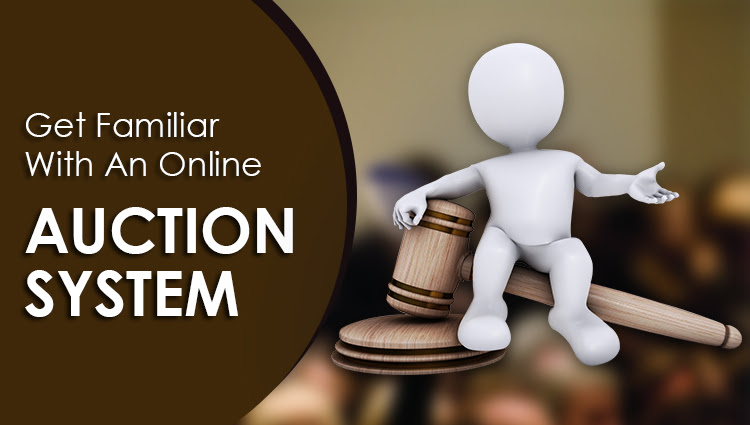 Get Familiar
With An Online
AUCTION
SYSTEM